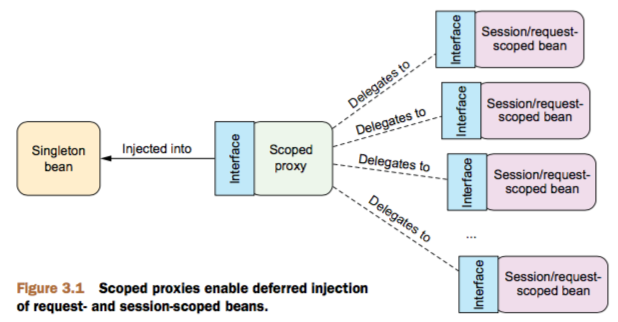 Singleton
bean
Injected into
Interface
Scoped
proxy
Delegates to
Interface
Session/request-
scoped bean
Delegates to
Interface
Session/request-
scoped bean
Delegates to
Interface
Session/request-
scoped bean
...
Delegates to
Interface
Session/request-
scoped bean
Figure 3.1 Scoped proxies enable deferred injection
of request- and session-scoped beans.